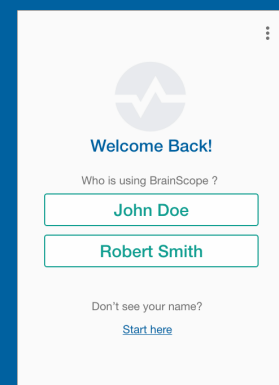 Welcome Back!
Who is using BrainScope ?
John Doe
Robert Smith
Don't see your name?
Start here